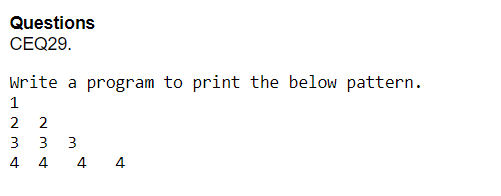 Questions
CEQ29.
Write a program to print the below pattern.
1
2 2
3 3 3
4 4 4 4